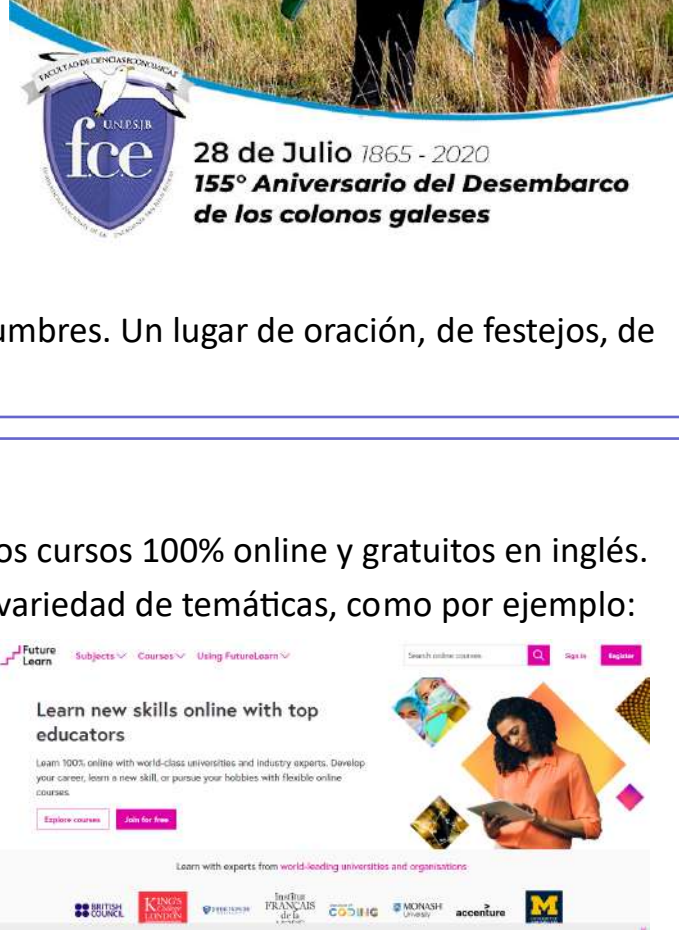 FACULTAD DE CIENCIAS ECONOMICAS
U.N.P.S.J.B
f.c.e
28 de Julio 1865 - 2020
155° Aniversario del Desembarco
de los colonos galeses
umbres. Un lugar de oración, de festejos, de
os cursos 100% online y gratuitos en inglés.
variedad de temáticas, como por ejemplo:
Future
Learn
Subjects Courses Using FutureLearn
Search online courses
Sign in
Register
Learn new skills online with top
educators
Learn 100% online with world-class universities and industry experts. Develop
your career, learn a new skill, or pursue your hobbies with flexible online
courses.
Explore courses
Join for free
Learn with experts from world-leading universities and organisations
BRITISH
COUNCIL
KING'S
College
LONDON
Institut
FRANÇAIS
de la
CODING
MONASH
University
accenture
M